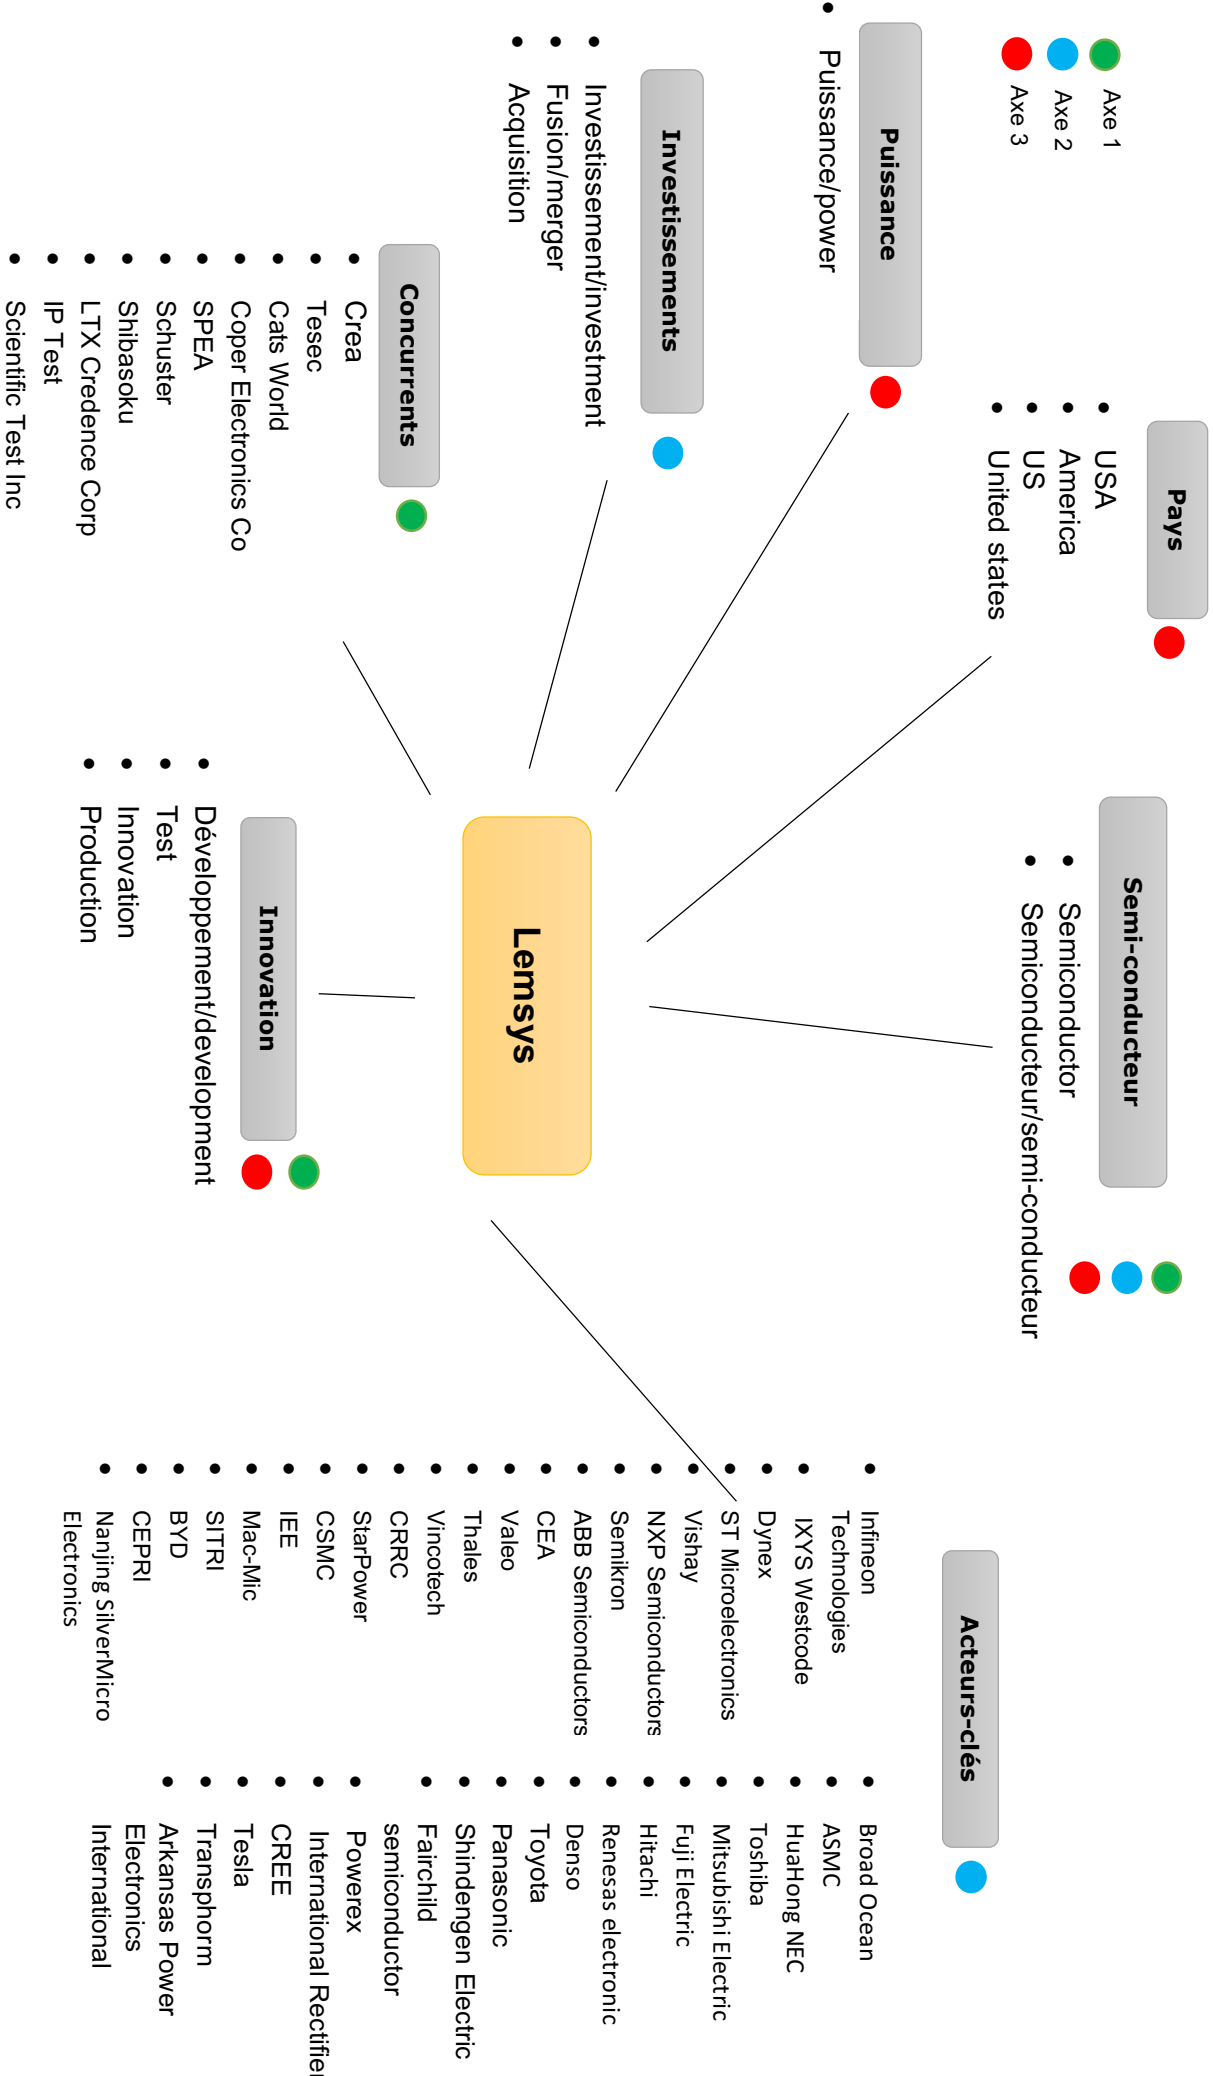 Axe 1
Axe 2
Axe 3
Pays
USA
America
US
United states
Semi-conducteur
Semiconductor
Semiconducteur/semi-conducteur
Puissance
Puissance/power
Investissements
Investissement/investment
Fusion/merger
Acquisition
Lemsys
Acteurs-clés
Infineon
Technologies
IXYS Westcode
Dynex
ST Microelectronics
Vishay
NXP Semiconductors
Semikron
ABB Semiconductors
CEA
Valeo
Thales
Vincotech
CRRC
StarPower
CSMC
IEE
Mac-Mic
SITRI
BYD
CEPRI
Nanjing SilverMicro
Electronics
Broad Ocean
ASMC
HuaHong NEC
Toshiba
Mitsubishi Electric
Fuji Electric
Hitachi
Renesas electronic
Denso
Toyota
Panasonic
Shindengen Electric
Fairchild
semiconductor
Powerex
International Rectifier
CREE
Tesla
Transphorm
Arkansas Power
Electronics
International
Concurrents
Crea
Tesec
Cats World
Coper Electronics Co
SPEA
Schuster
Shibasoku
LTX Credence Corp
IP Test
Scientific Test Inc
Innovation
Développement/development
Test
Innovation
Production